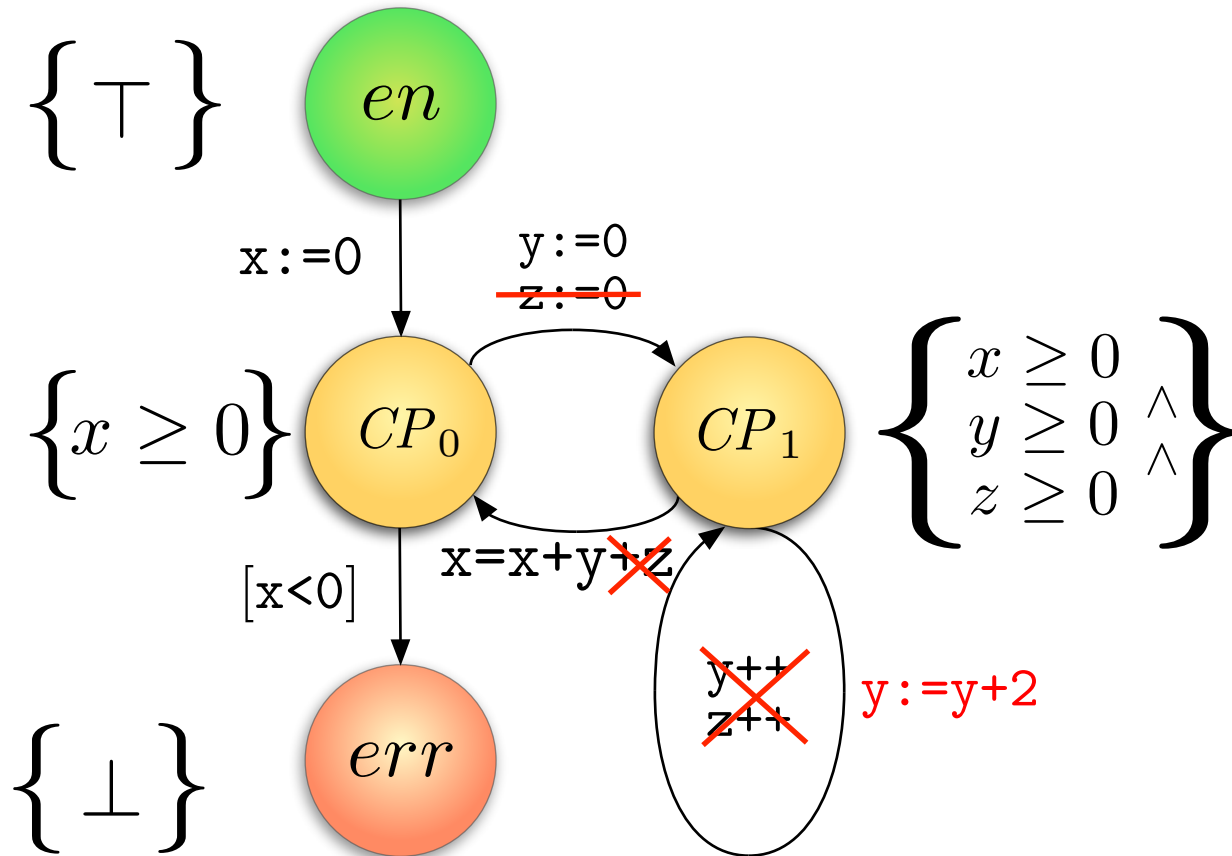 { ⊤ }
en
x:=0
y:=0
z:=0
{x ≥ 0}
CP₀
CP₁
x ≥ 0
y ≥ 0 ∧
z ≥ 0 ∧
x=x+y+z
[x<0]
y++
z++
y:=y+2
{ ⊥ }
err